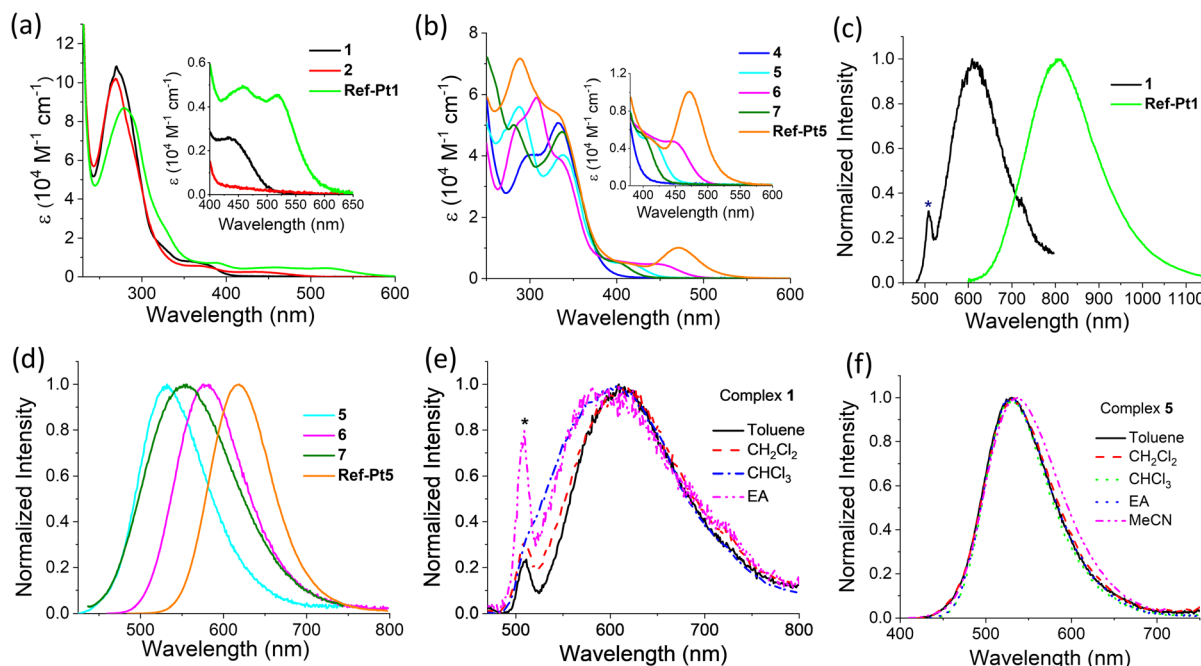 (a)
ε (10⁴ M⁻¹ cm⁻¹)
12
10
8
6
4
2
0
300
400
500
600
Wavelength (nm)
1
2
Ref-Pt1
ε (10⁴ M⁻¹ cm⁻¹)
0.6
0.4
0.2
0.0
400
450
500
550
600
650
Wavelength (nm)
(b)
ε (10⁴ M⁻¹ cm⁻¹)
8
6
4
2
0
300
400
500
600
Wavelength (nm)
4
5
6
7
Ref-Pt5
ε (10⁴ M⁻¹ cm⁻¹)
1.2
0.9
0.6
0.3
0.0
400
450
500
550
600
Wavelength (nm)
(c)
Normalized Intensity
1.0
0.8
0.6
0.4
0.2
0.0
500
600
700
800
900
1000
1100
Wavelength (nm)
1
Ref-Pt1
*
(d)
Normalized Intensity
1.0
0.8
0.6
0.4
0.2
0.0
500
600
700
800
Wavelength (nm)
5
6
7
Ref-Pt5
(e)
Normalized Intensity
1.0
0.8
0.6
0.4
0.2
0.0
500
600
700
800
Wavelength (nm)
*
Complex 1
Toluene
CH₂Cl₂
CHCl₃
EA
(f)
Normalized Intensity
1.0
0.8
0.6
0.4
0.2
0.0
400
500
600
700
Wavelength (nm)
Complex 5
Toluene
CH₂Cl₂
CHCl₃
EA
MeCN